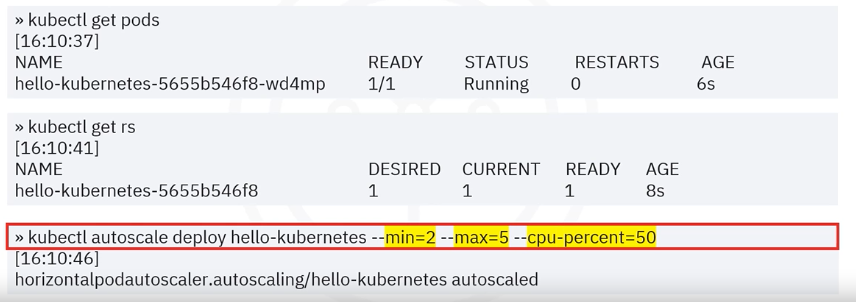 » kubectl get pods
[16:10:37]
NAME READY STATUS RESTARTS AGE
hello-kubernetes-5655b546f8-wd4mp 1/1 Running 0 6s
» kubectl get rs
[16:10:41]
NAME DESIRED CURRENT READY AGE
hello-kubernetes-5655b546f8 1 1 1 8s
» kubectl autoscale deploy hello-kubernetes --min=2 --max=5 --cpu-percent=50
[16:10:46]
horizontalpodautoscaler.autoscaling/hello-kubernetes autoscaled